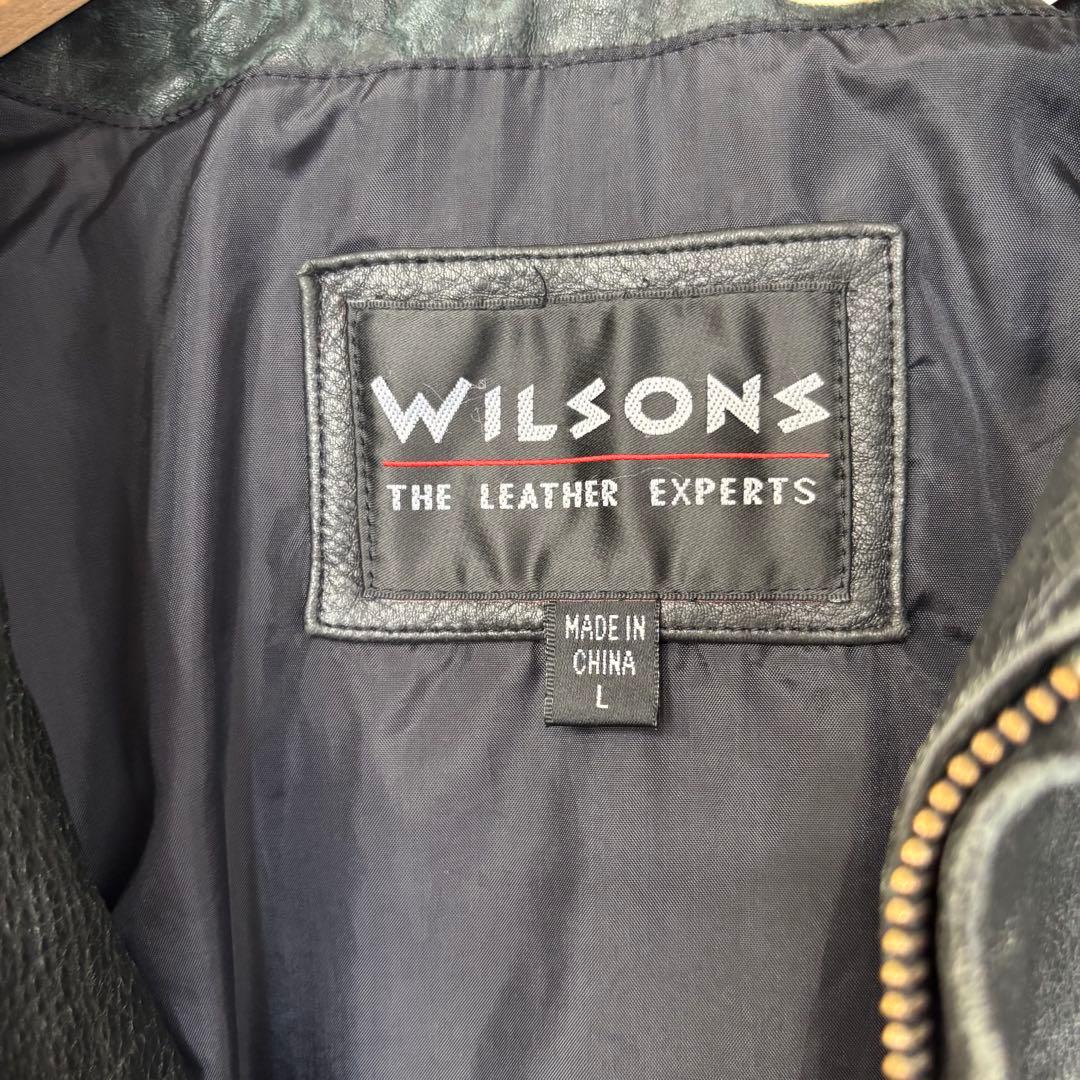 WILSONS
THE LEATHER EXPERTS
MADE IN
CHINA
L